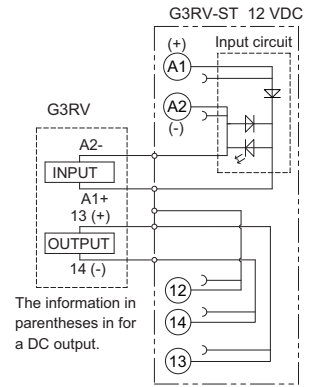 G3RV-ST 12 VDC
(+)
Input circuit
A1
A2
(-)
G3RV
A2-
INPUT
A1+
13 (+)
OUTPUT
14 (-)
The information in
parentheses in for
a DC output.
12
14
13